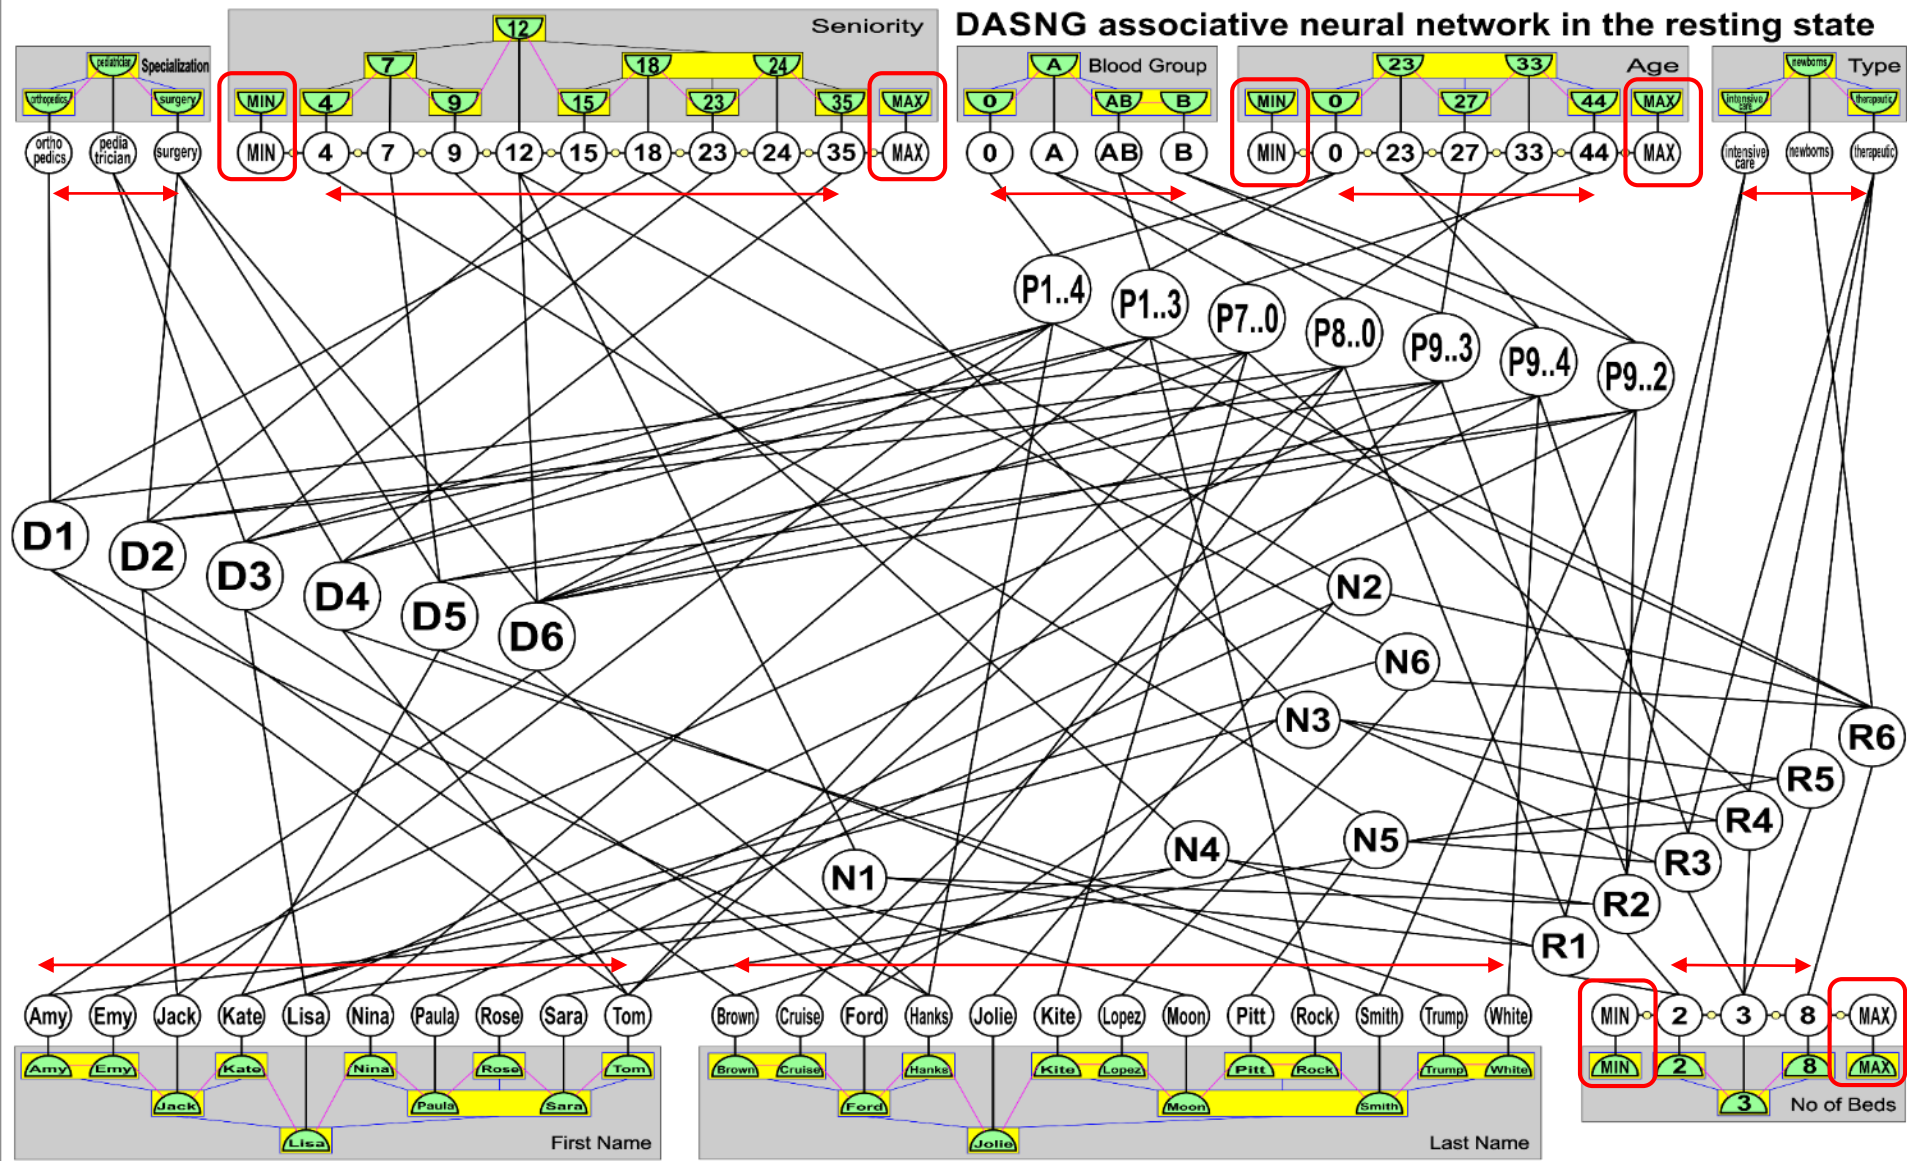 DASNG associative neural network in the resting state
Seniority
12
pediatrician Specialization
7 18 24
A Blood Group
23 33 Age
newborns Type
orthopedics surgery
MIN 4 9 15 23 35 MAX
0 AB B
MIN 0 27 44 MAX
intensive care therapeutic
ortho pedics pedia trician surgery
MIN 4 7 9 12 15 18 23 24 35 MAX
0 A AB B
MIN 0 23 27 33 44 MAX
intensive care newborns therapeutic
P1..4 P1..3 P7..0 P8..0 P9..3 P9..4 P9..2
D1 D2 D3 D4 D5 D6
N2
N6
N3
R6
R5
R4
N5
N4
R3
N1
R2
R1
Amy Emy Jack Kate Lisa Nina Paula Rose Sara Tom
Brown Cruise Ford Hanks Jolie Kite Lopez Moon Pitt Rock Smith Trump White
MIN 2 3 8 MAX
Amy Emy Kate Nina Rose Tom
Brown Cruise Hanks Kite Lopez Pitt Rock Trump White
MIN 2 8 MAX
Jack Paula Sara
Ford Moon Smith
3 No of Beds
Lisa First Name
Jolie Last Name